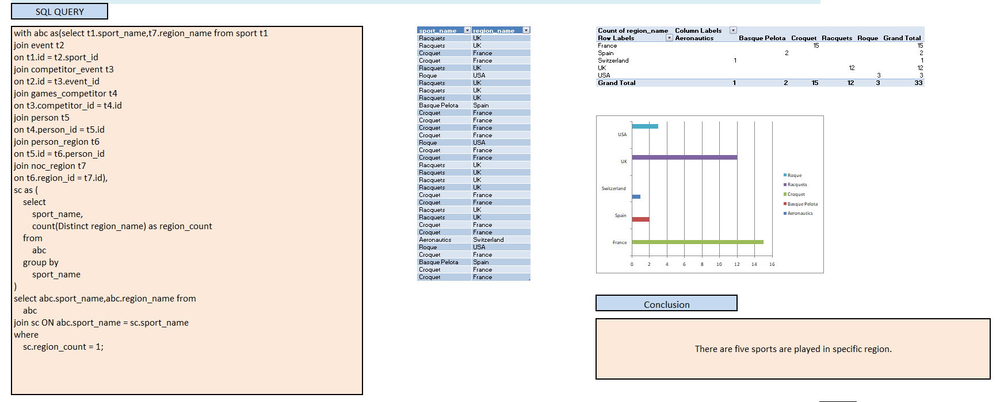 SQL QUERY
with abc as(select t1.sport_name,t7.region_name from sport t1
join event t2
on t1.id = t2.sport_id
join competitor_event t3
on t2.id = t3.event_id
join games_competitor t4
on t3.competitor_id = t4.id
join person t5
on t4.person_id = t5.id
join person_region t6
on t5.id = t6.person_id
join noc_region t7
on t6.region_id = t7.id),
sc as (
select
sport_name,
count(Distinct region_name) as region_count
from
abc
group by
sport_name
)
select abc.sport_name,abc.region_name from
abc
join sc ON abc.sport_name = sc.sport_name
where
sc.region_count = 1;
sport_name region_name
Racquets UK
Racquets UK
Croquet France
Croquet France
Racquets UK
Roque USA
Racquets UK
Racquets UK
Racquets UK
Basque Pelota Spain
Croquet France
Croquet France
Croquet France
Croquet France
Roque USA
Croquet France
Croquet France
Racquets UK
Racquets UK
Racquets UK
Racquets UK
Croquet France
Croquet France
Racquets UK
Racquets UK
Croquet France
Croquet France
Aeronautics Switzerland
Roque USA
Croquet France
Basque Pelota Spain
Croquet France
Croquet France
Count of region_name Column Labels
Row Labels Aeronautics Basque Pelota Croquet Racquets Roque Grand Total
France 15 15
Spain 2 2
Switzerland 1 1
UK 12 12
USA 3 3
Grand Total 1 2 15 12 3 33
USA
UK
Switzerland
Spain
France
0 2 4 6 8 10 12 14 16
Roque
Racquets
Croquet
Basque Pelota
Aeronautics
Conclusion
There are five sports are played in specific region.